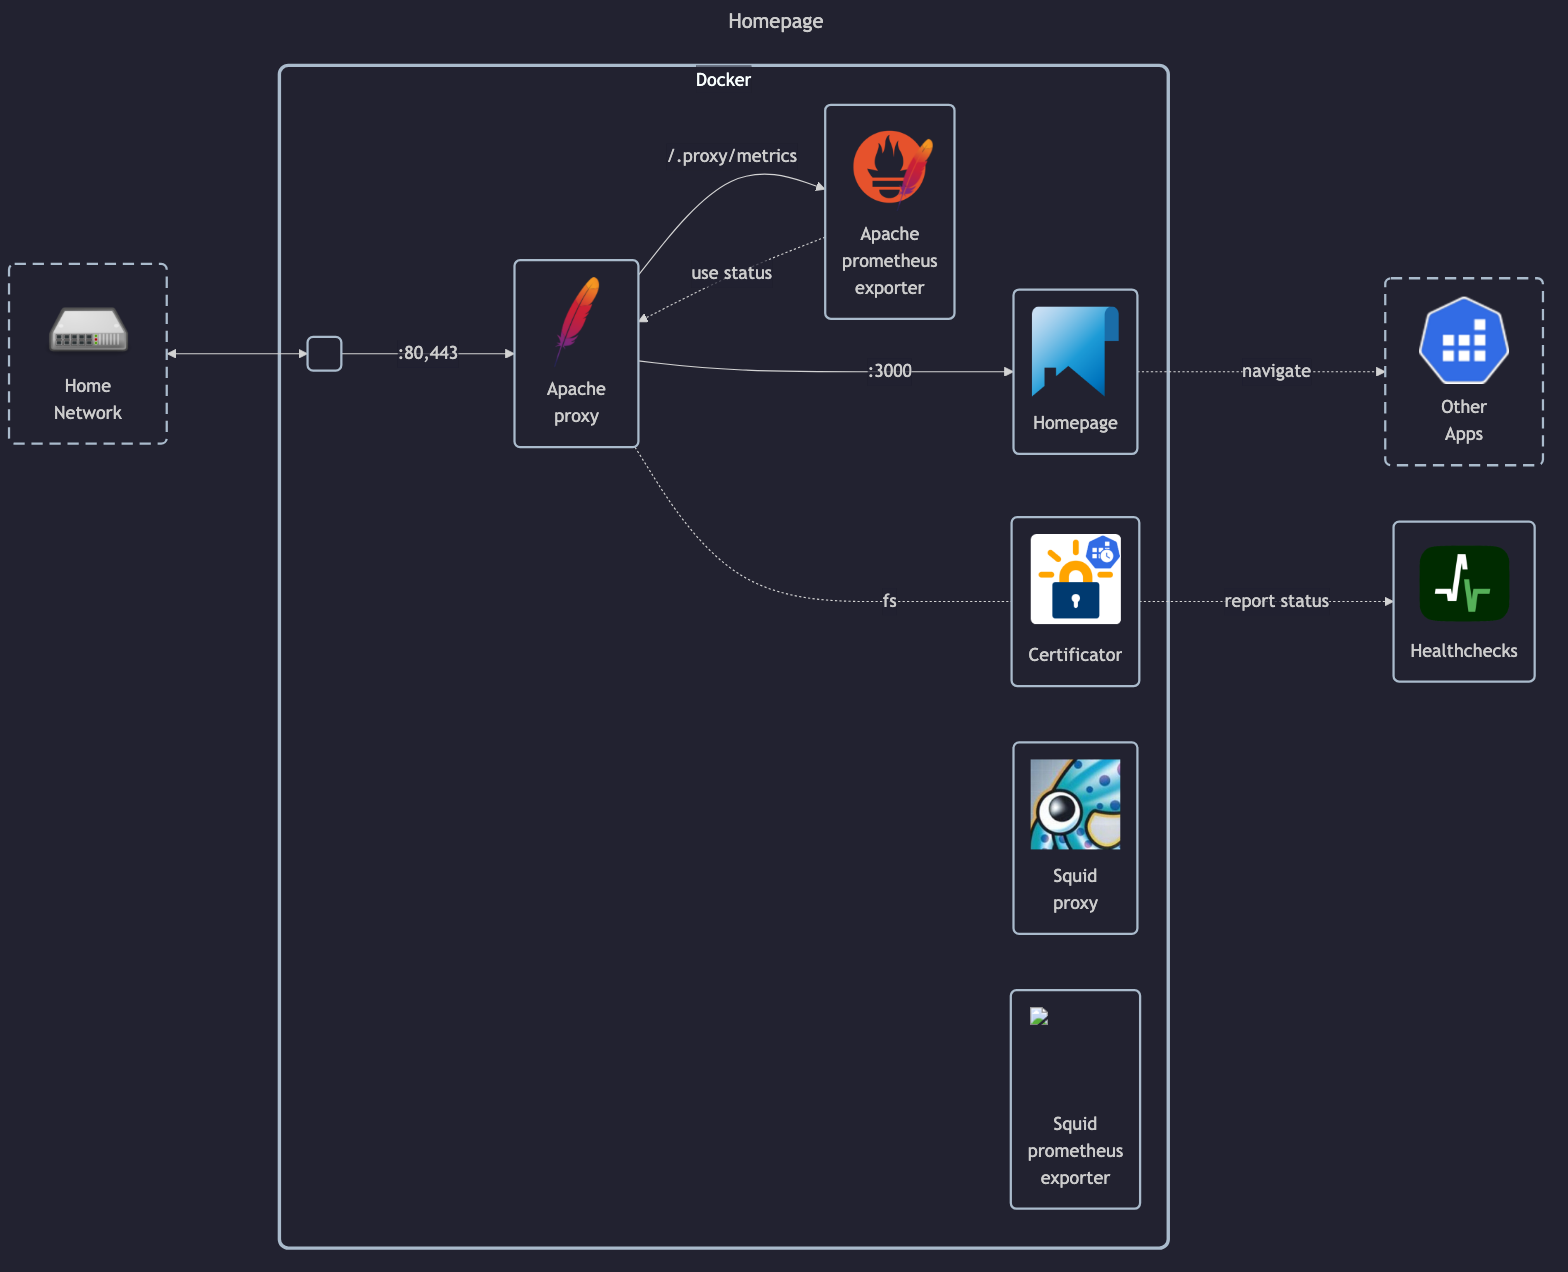 Homepage
Docker
/.proxy/metrics
Apache
prometheus
exporter
use status
Home
Network
:80,443
Apache
proxy
:3000
Homepage
navigate
Other
Apps
fs
Certificator
report status
Healthchecks
Squid
proxy
Squid
prometheus
exporter